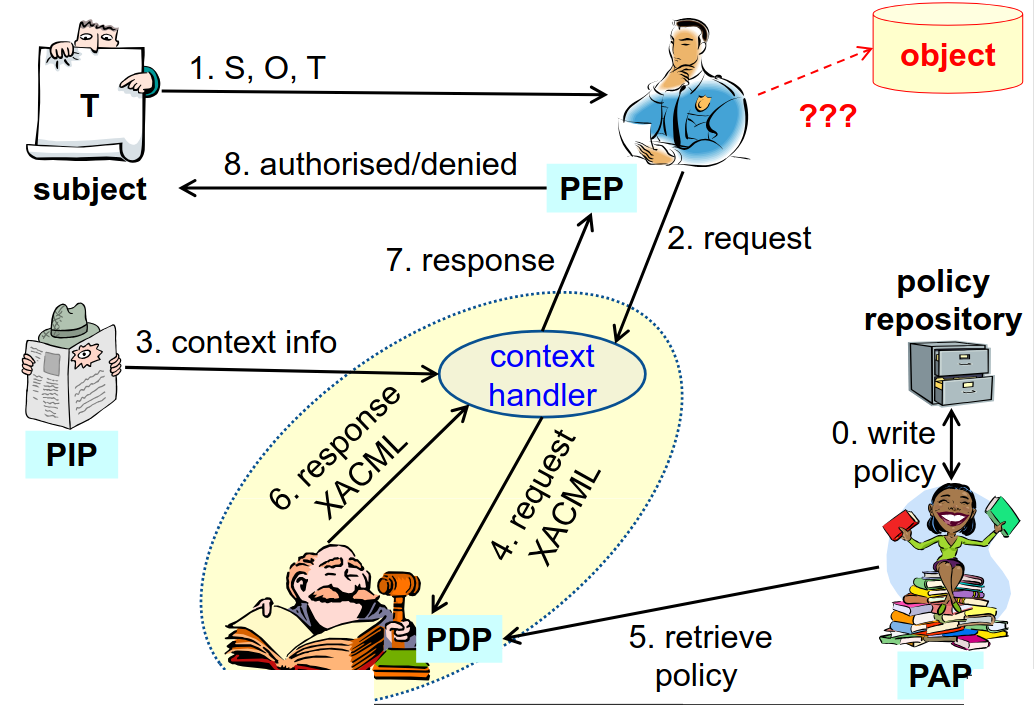 T
1. S, O, T
object
???
8. authorised/denied
subject
PEP
2. request
7. response
policy
repository
3. context info
context
handler
0. write
policy
PIP
6. response
XACML
4. request
XACML
PDP
5. retrieve
policy
PAP